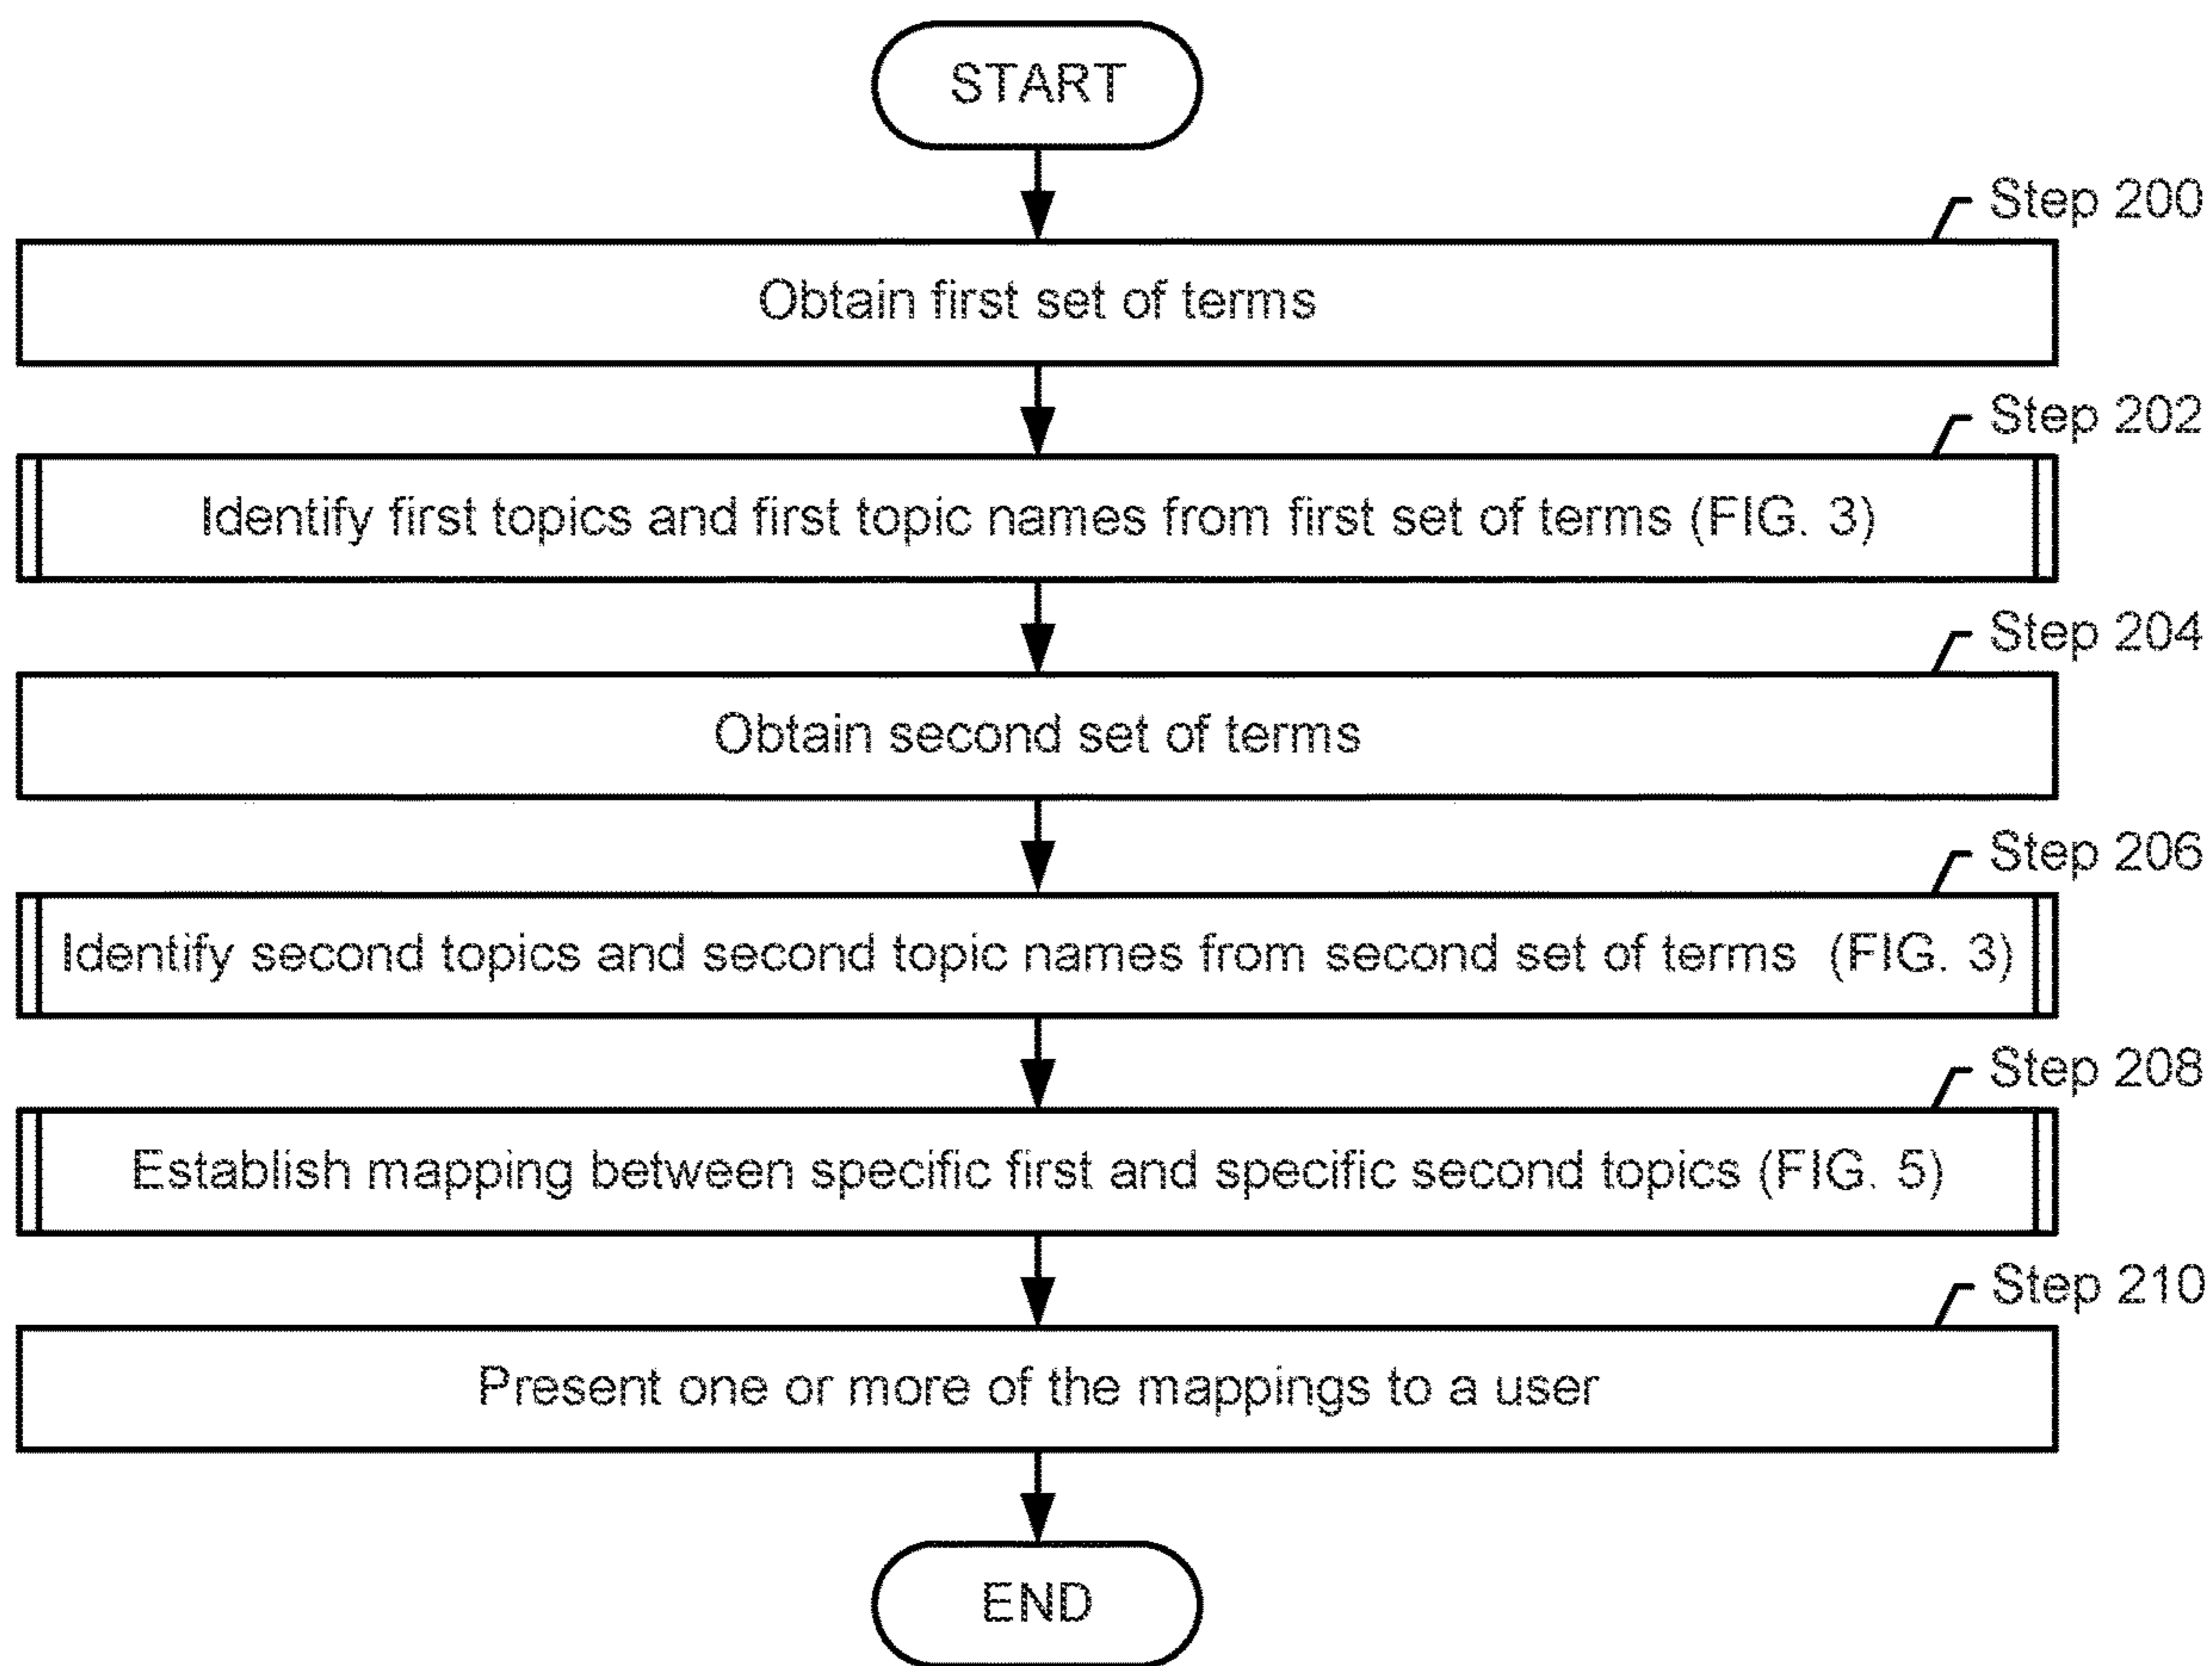 START
Step 200
Obtain first set of terms
Step 202
Identify first topics and first topic names from first set of terms (FIG. 3)
Step 204
Obtain second set of terms
Step 206
Identify second topics and second topic names from second set of terms (FIG. 3)
Step 208
Establish mapping between specific first and specific second topics (FIG. 5)
Step 210
Present one or more of the mappings to a user
END